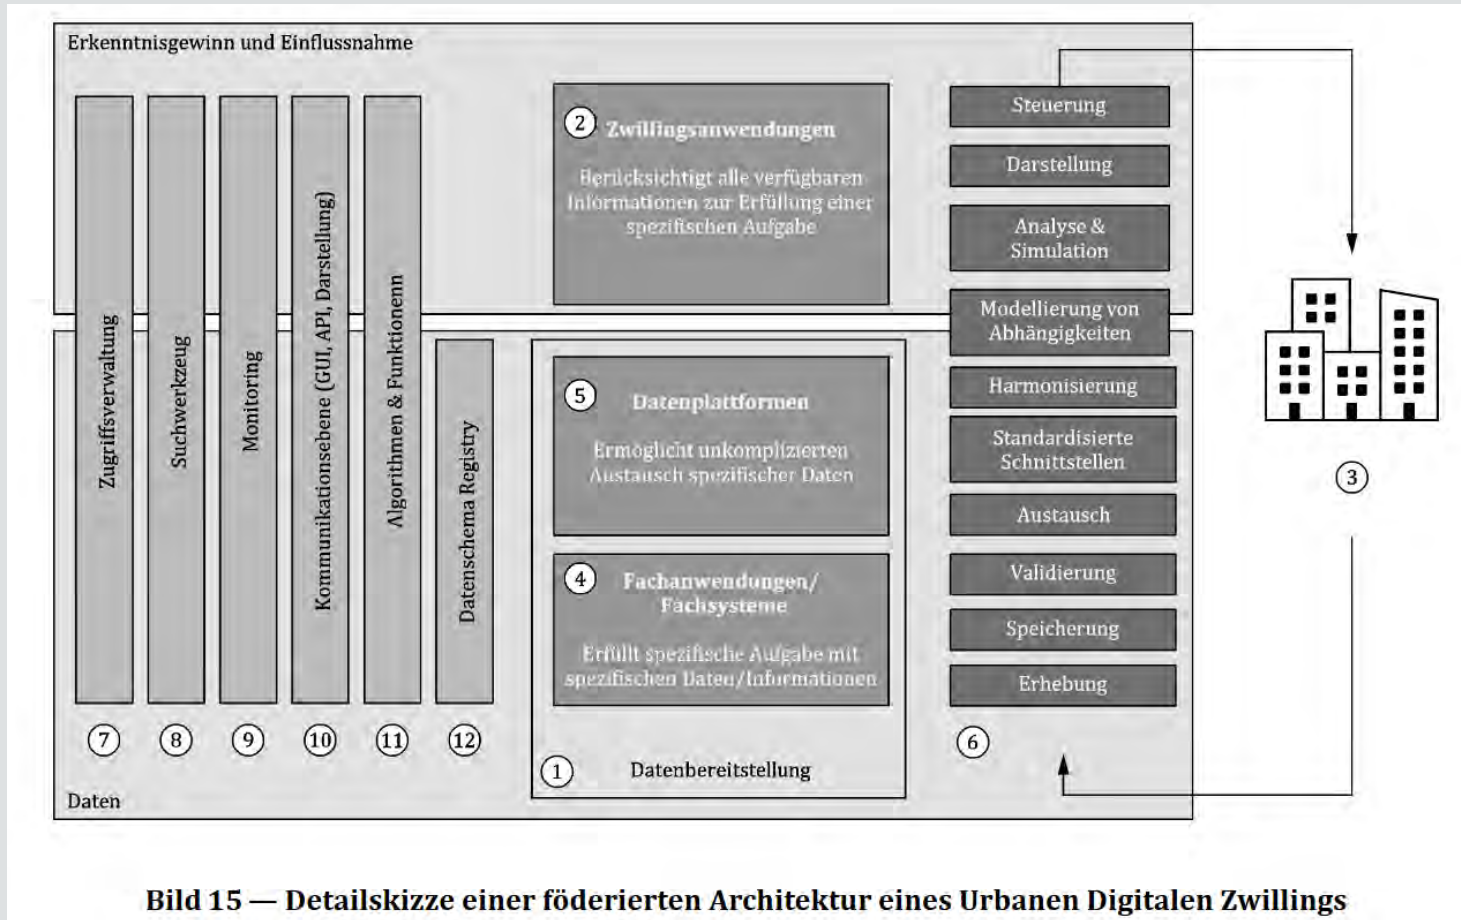 Erkenntnisgewinn und Einflussnahme
Zugriffsverwaltung
Suchwerkzeug
Monitoring
Kommunikationsebene (GUI, API, Darstellung)
Algorithmen & Funktionenn
Datenschema Registry
7
8
9
10
11
12
2
Zwillingsanwendungen
Berücksichtigt alle verfügbaren
Informationen zur Erfüllung einer
spezifischen Aufgabe
5
Datenplattformen
Ermöglicht unkomplizierten
Austausch spezifischer Daten
4
Fachanwendungen/
Fachsysteme
Erfüllt spezifische Aufgabe mit
spezifischen Daten/Informationen
1
Datenbereitstellung
Steuerung
Darstellung
Analyse &
Simulation
Modellierung von
Abhängigkeiten
Harmonisierung
Standardisierte
Schnittstellen
Austausch
Validierung
Speicherung
Erhebung
6
3
Daten
Bild 15 — Detailskizze einer föderierten Architektur eines Urbanen Digitalen Zwillings